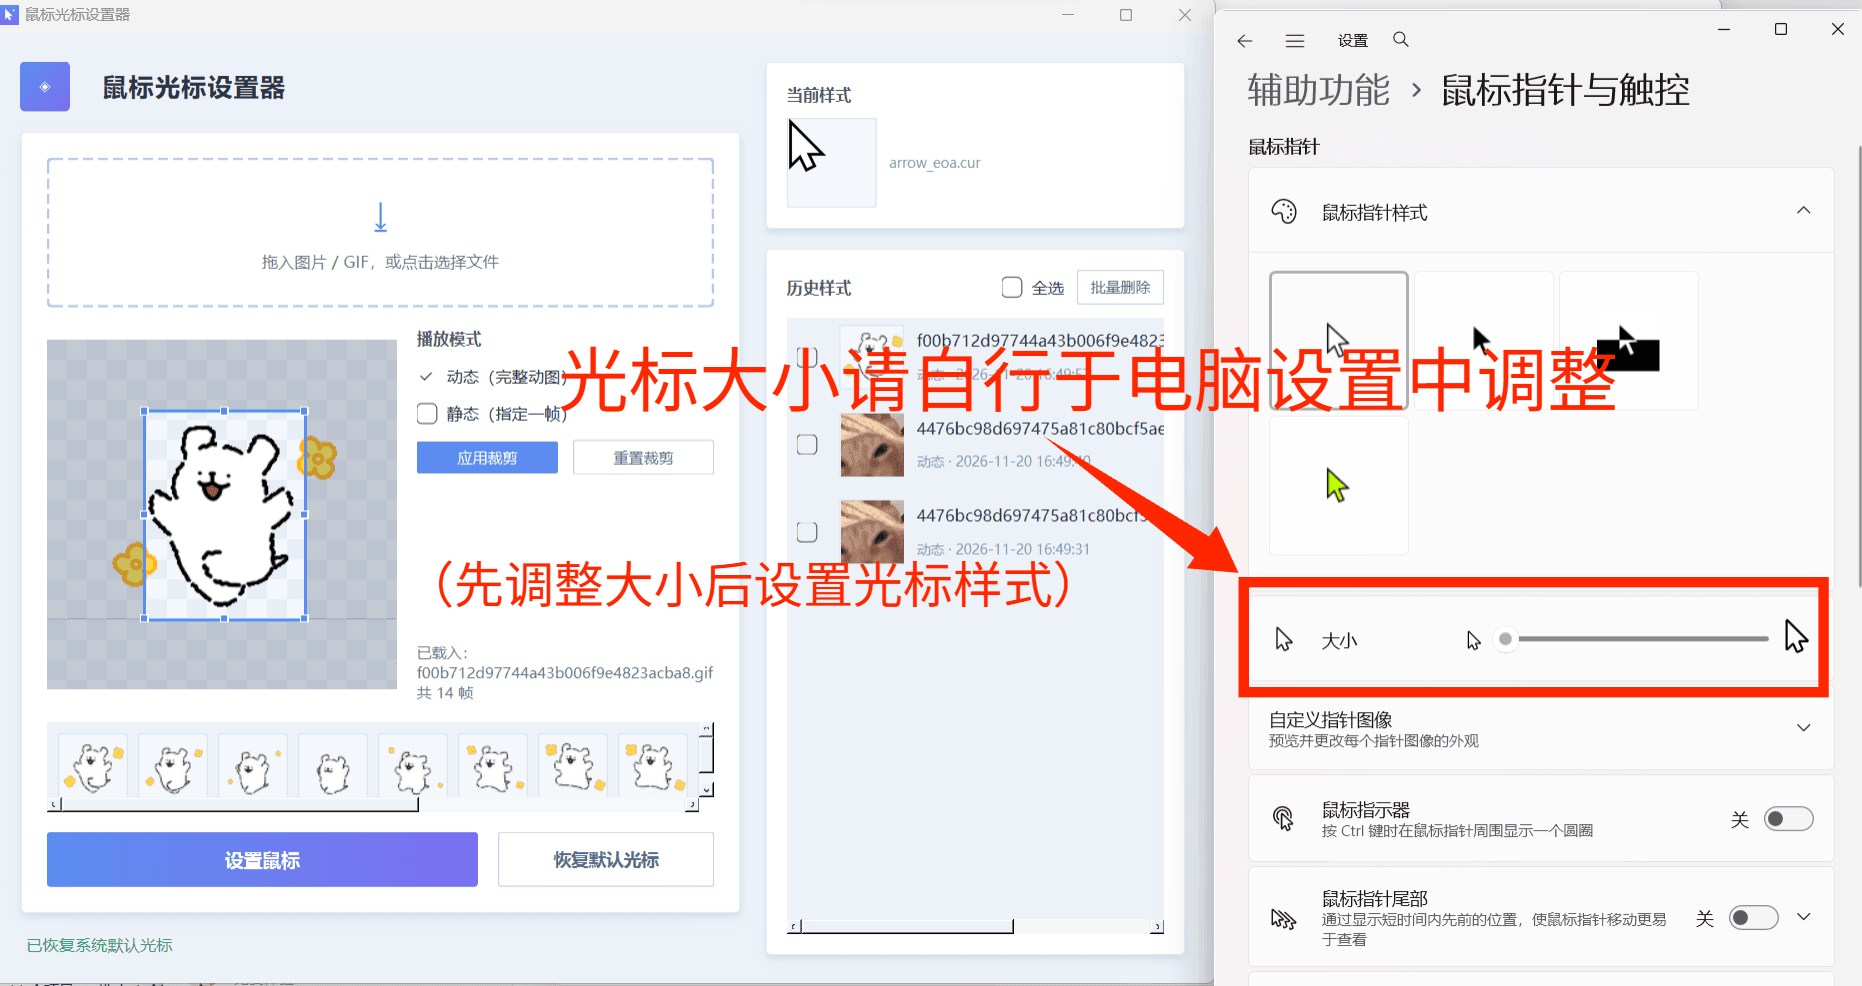 鼠标光标设置器
鼠标光标设置器
拖入图片 / GIF，或点击选择文件
播放模式
动态（完整动图）
静态（指定一帧）
应用裁剪
重置裁剪
已载入：
f00b712d97744a43b006f9e4823acba8.gif
共 14 帧
设置鼠标
恢复默认光标
已恢复系统默认光标
当前样式
arrow_eoa.cur
历史样式
全选
批量删除
f00b712d97744a43b006f9e4823
动态 · 2026-11-20 16:49:5
4476bc98d697475a81c80bcf5ae
动态 · 2026-11-20 16:49:40
4476bc98d697475a81c80bcf5
动态 · 2026-11-20 16:49:31
光标大小请自行于电脑设置中调整
（先调整大小后设置光标样式）
设置
辅助功能 › 鼠标指针与触控
鼠标指针
鼠标指针样式
大小
自定义指针图像
预览并更改每个指针图像的外观
鼠标指示器
按 Ctrl 键时在鼠标指针周围显示一个圆圈
关
鼠标指针尾部
通过显示短时间内先前的位置，使鼠标指针移动更易
于查看
关